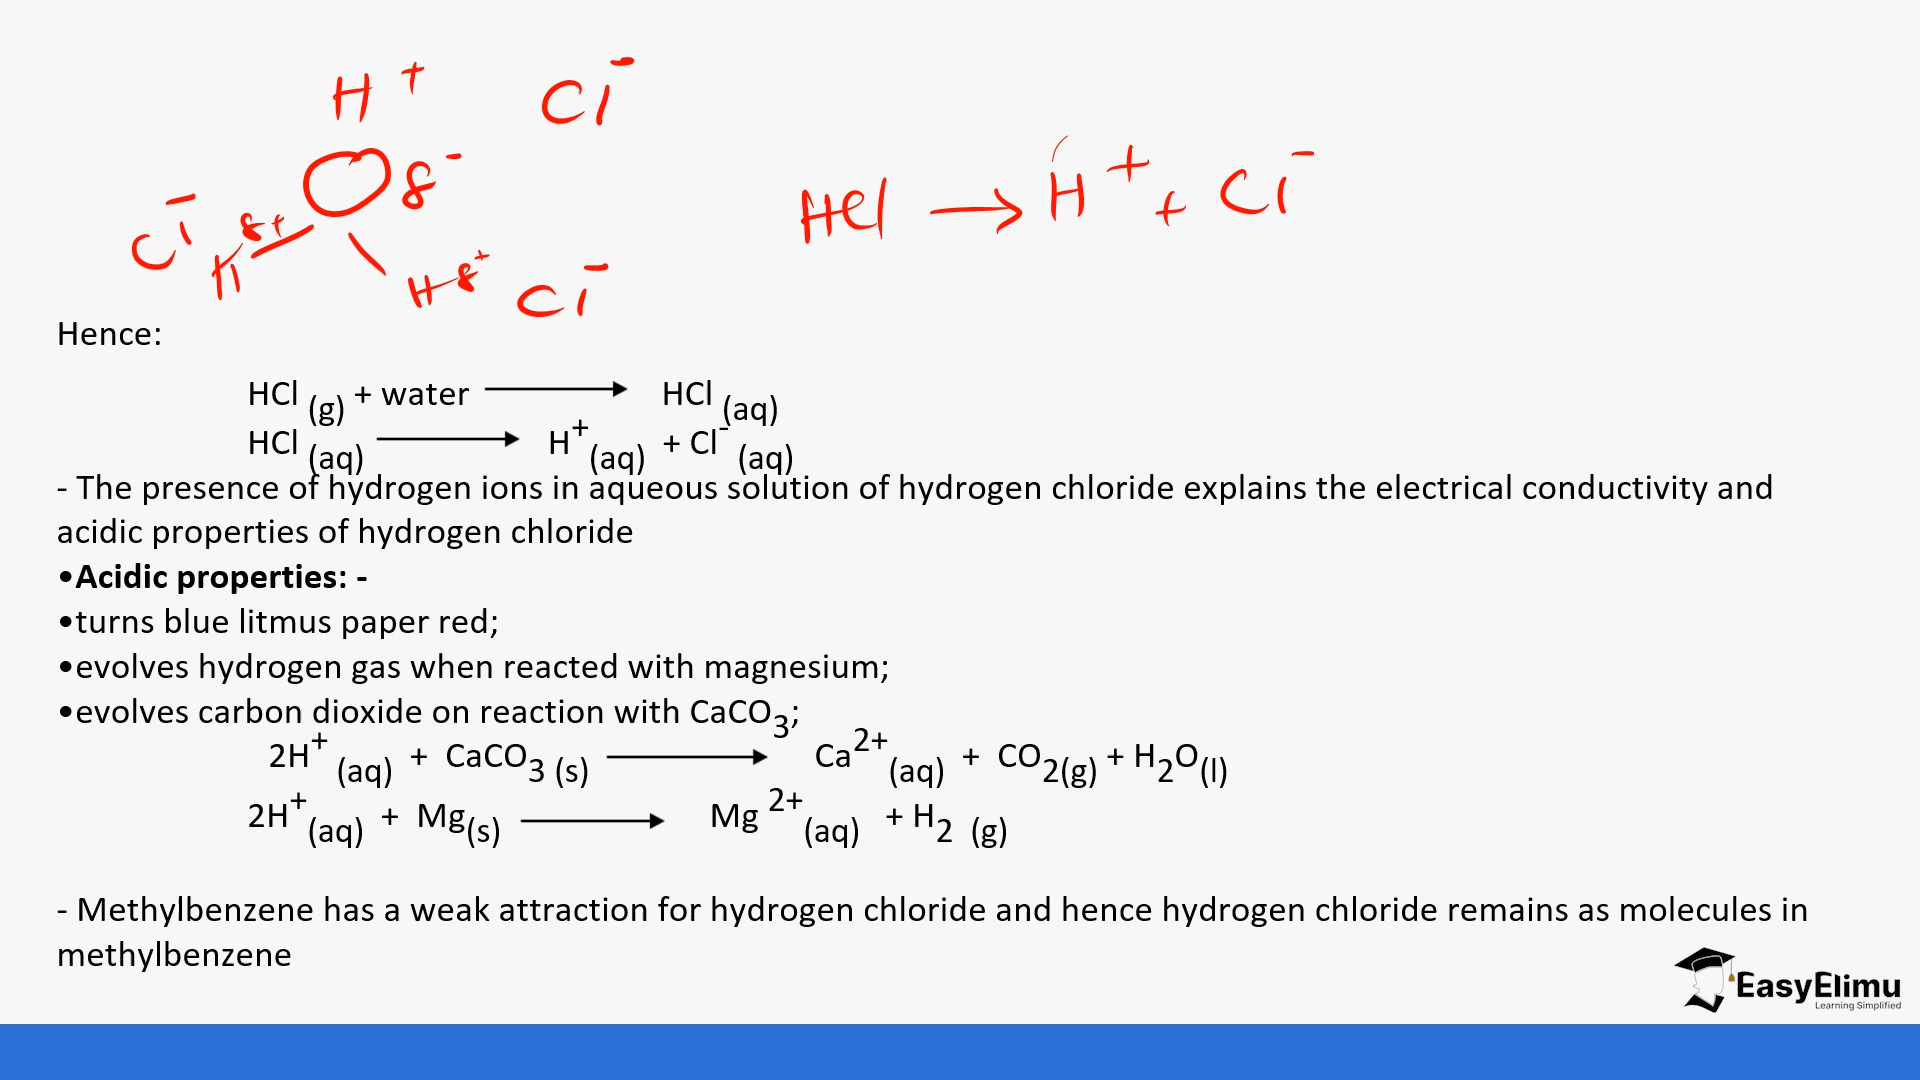 H⁺ Cl⁻
O δ⁻
Cl⁻ H δ+
H δ⁺ Cl⁻
HCl → H⁺ + Cl⁻
Hence:
HCl (g) + water → HCl (aq)
HCl (aq) → H⁺(aq) + Cl⁻(aq)
- The presence of hydrogen ions in aqueous solution of hydrogen chloride explains the electrical conductivity and
acidic properties of hydrogen chloride
•Acidic properties: -
•turns blue litmus paper red;
•evolves hydrogen gas when reacted with magnesium;
•evolves carbon dioxide on reaction with CaCO₃;
2H⁺ (aq) + CaCO₃ (s) → Ca²⁺(aq) + CO₂(g) + H₂O(l)
2H⁺(aq) + Mg(s) → Mg ²⁺(aq) + H₂ (g)
- Methylbenzene has a weak attraction for hydrogen chloride and hence hydrogen chloride remains as molecules in
methylbenzene
EasyElimu
Learning Simplified